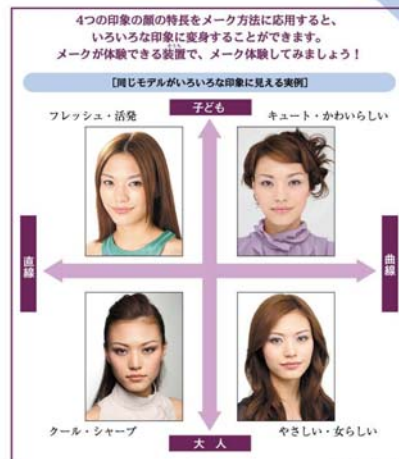 4つの印象の顔の特長をメーク方法に応用すると、
いろいろな印象に変身することができます。
メークが体験できる装置で、メーク体験してみましょう！
そうち
[同じモデルがいろいろな印象に見える実例]
子ども
フレッシュ・活発
キュート・かわいらしい
直線
曲線
クール・シャープ
やさしい・女らしい
大人